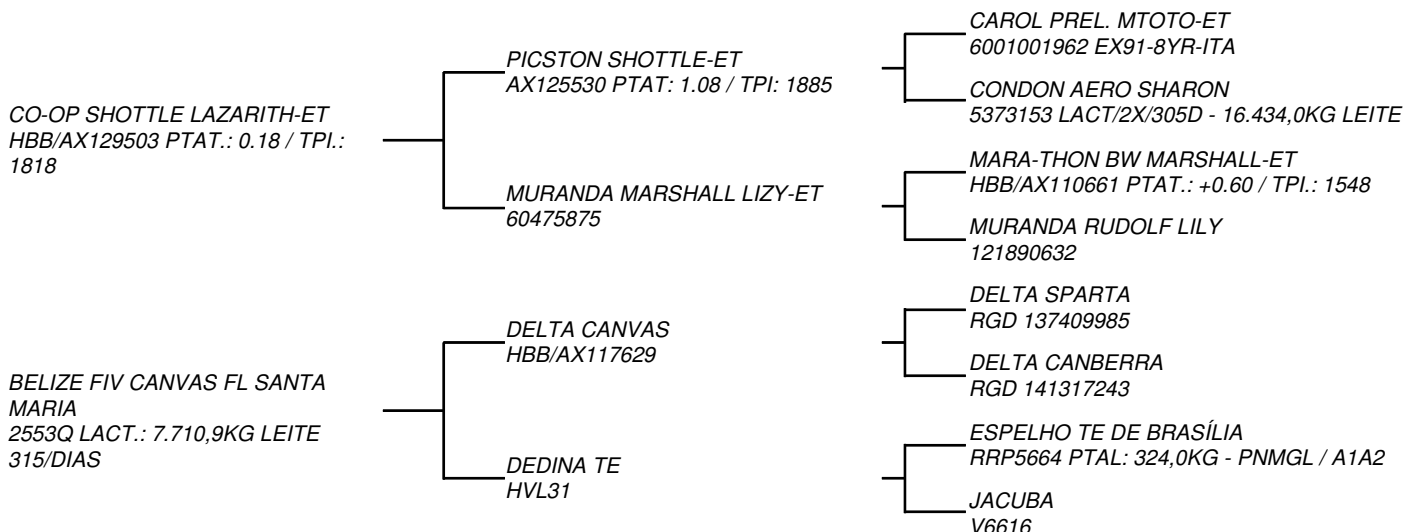 CO-OP SHOTTLE LAZARITH-ET
HBB/AX129503 PTAT.: 0.18 / TPI.:
1818
PICSTON SHOTTLE-ET
AX125530 PTAT: 1.08 / TPI: 1885
CAROL PREL. MTOTO-ET
6001001962 EX91-8YR-ITA
CONDON AERO SHARON
5373153 LACT/2X/305D - 16.434,0KG LEITE
MURANDA MARSHALL LIZY-ET
60475875
MARA-THON BW MARSHALL-ET
HBB/AX110661 PTAT.: +0.60 / TPI.: 1548
MURANDA RUDOLF LILY
121890632
BELIZE FIV CANVAS FL SANTA
MARIA
2553Q LACT.: 7.710,9KG LEITE
315/DIAS
DELTA CANVAS
HBB/AX117629
DELTA SPARTA
RGD 137409985
DELTA CANBERRA
RGD 141317243
DEDINA TE
HVL31
ESPELHO TE DE BRASÍLIA
RRP5664 PTAL: 324,0KG - PNMGL / A1A2
JACUBA
V6616